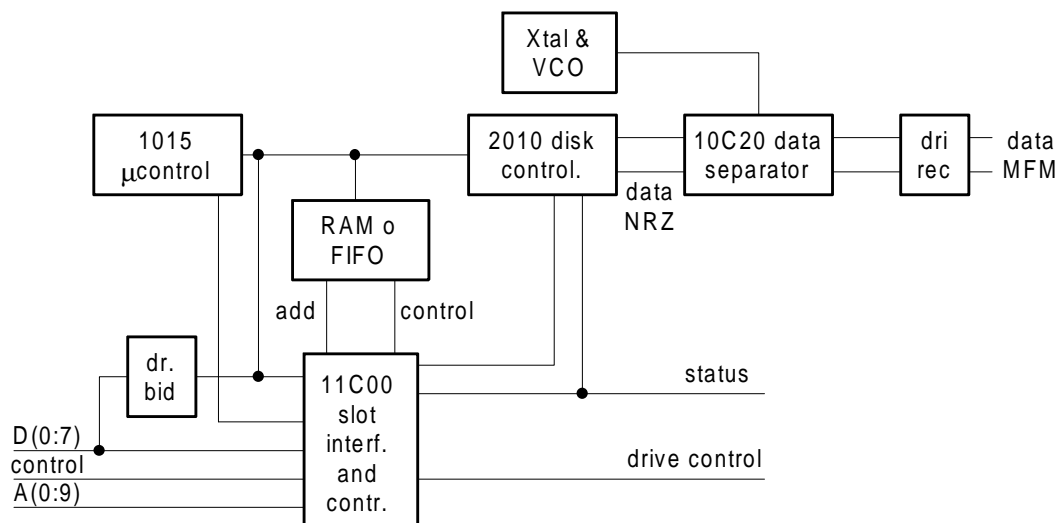 Xtal &
VCO
1015
μcontrol
2010 disk
control.
10C20 data
separator
dri
rec
data
MFM
data
NRZ
RAM o
FIFO
add
control
dr.
bid
11C00
slot
interf.
and
contr.
status
D(0:7)
control
A(0:9)
drive control